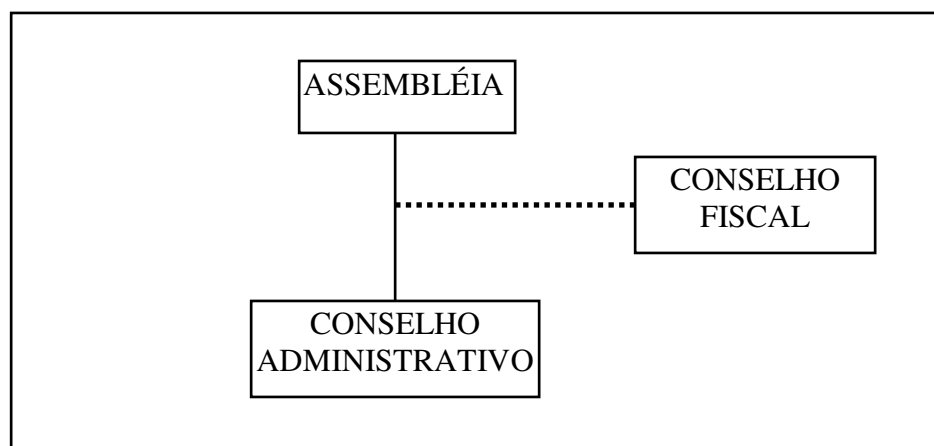 ASSEMBLÉIA
CONSELHO
FISCAL
CONSELHO
ADMINISTRATIVO